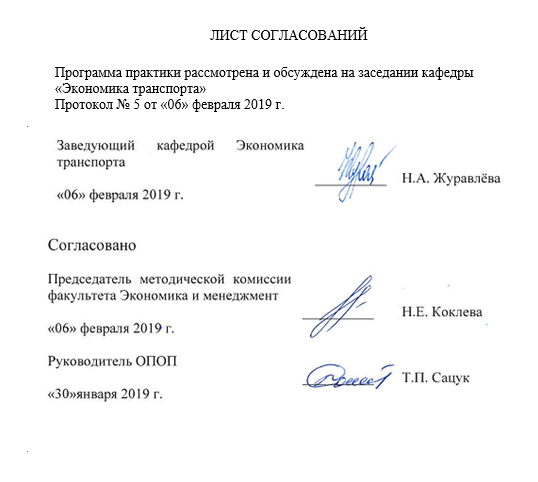 ЛИСТ СОГЛАСОВАНИЙ
Программа практики рассмотрена и обсуждена на заседании кафедры
«Экономика транспорта»
Протокол № 5 от «06» февраля 2019 г.
Заведующий кафедрой Экономика
транспорта
Н.А. Журавлёва
«06» февраля 2019 г.
Согласовано
Председатель методической комиссии
факультета Экономика и менеджмент
Н.Е. Коклева
«06» февраля 2019 г.
Руководитель ОПОП
Т.П. Сацук
«30»января 2019 г.